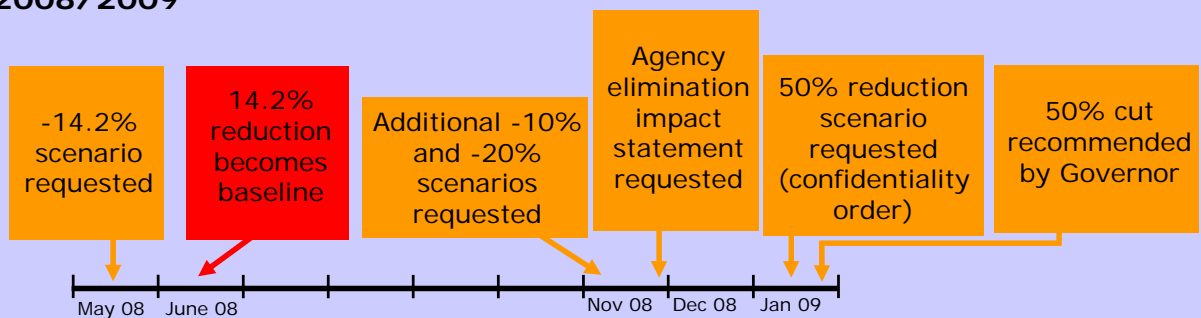 2008/2009
-14.2%
scenario
requested
14.2%
reduction
becomes
baseline
Additional -10%
and -20%
scenarios
requested
Agency
elimination
impact
statement
requested
50% reduction
scenario
requested
(confidentiality
order)
50% cut
recommended
by Governor
May 08
June 08
Nov 08
Dec 08
Jan 09